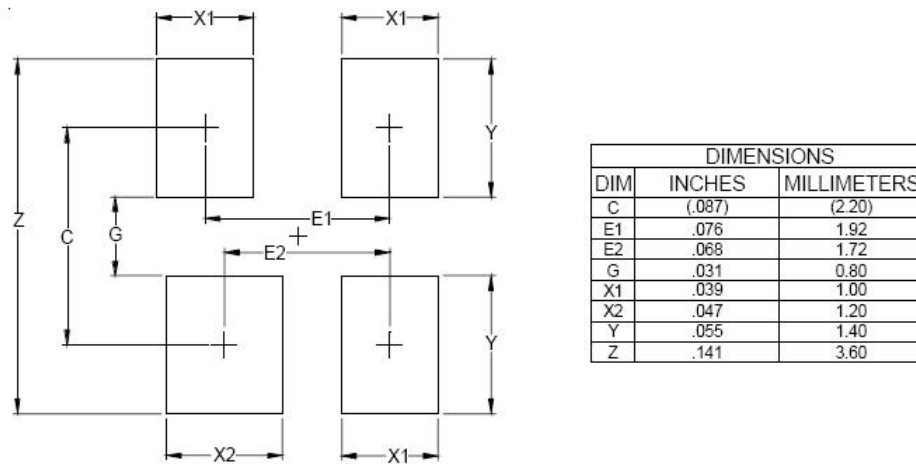 X1 X1
Y
Z
C
G
E1
E2
Y
X2
X1
DIMENSIONS
DIM INCHES MILLIMETERS
C (.087) (2.20)
E1 .076 1.92
E2 .068 1.72
G .031 0.80
X1 .039 1.00
X2 .047 1.20
Y .055 1.40
Z .141 3.60